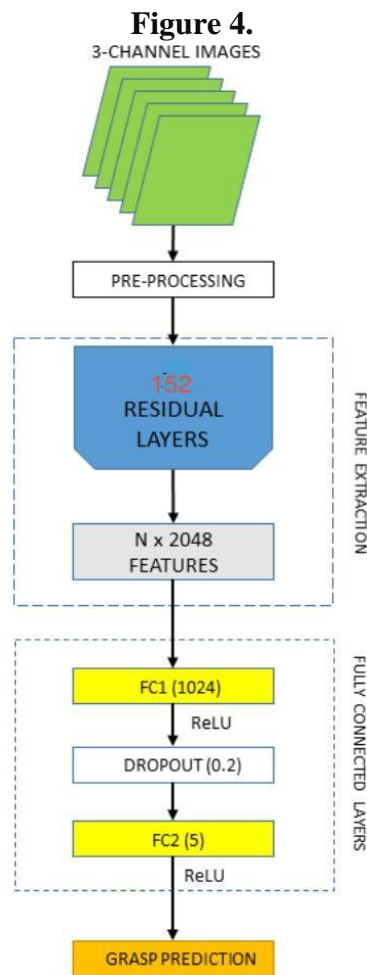 Figure 4.
3-CHANNEL IMAGES
PRE-PROCESSING
152
RESIDUAL
LAYERS
FEATURE EXTRACTION
N x 2048
FEATURES
FC1 (1024)
ReLU
DROPOUT (0.2)
FULLY CONNECTED LAYERS
FC2 (5)
ReLU
GRASP PREDICTION